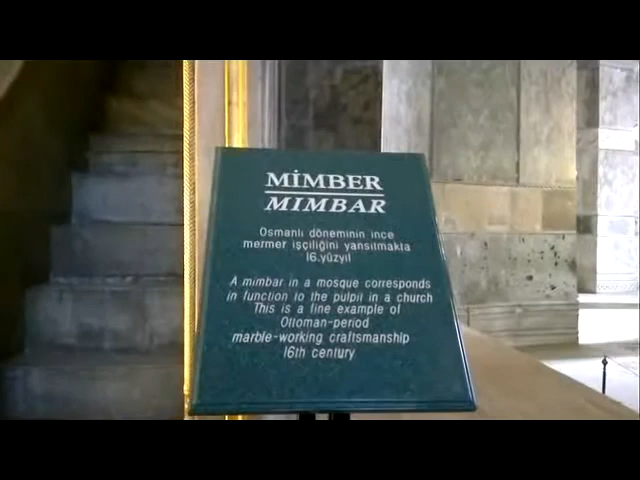 MİMBER
MIMBAR
Osmanlı döneminin ince
mermer işçiliğini yansıtmakta
16.yüzyıl
A mimbar in a mosque corresponds
in function to the pulpit in a church
This is a fine example of
Ottoman-period
marble-working craftsmanship
16th century